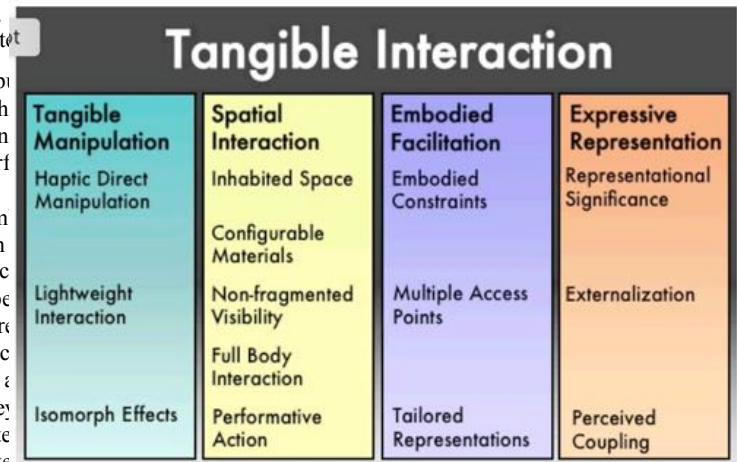 Tangible Interaction
Tangible
Manipulation
Haptic Direct
Manipulation
Lightweight
Interaction
Isomorph Effects
Spatial
Interaction
Inhabited Space
Configurable
Materials
Non-fragmented
Visibility
Full Body
Interaction
Performative
Action
Embodied
Facilitation
Embodied
Constraints
Multiple Access
Points
Tailored
Representations
Expressive
Representation
Representational
Significance
Externalization
Perceived
Coupling